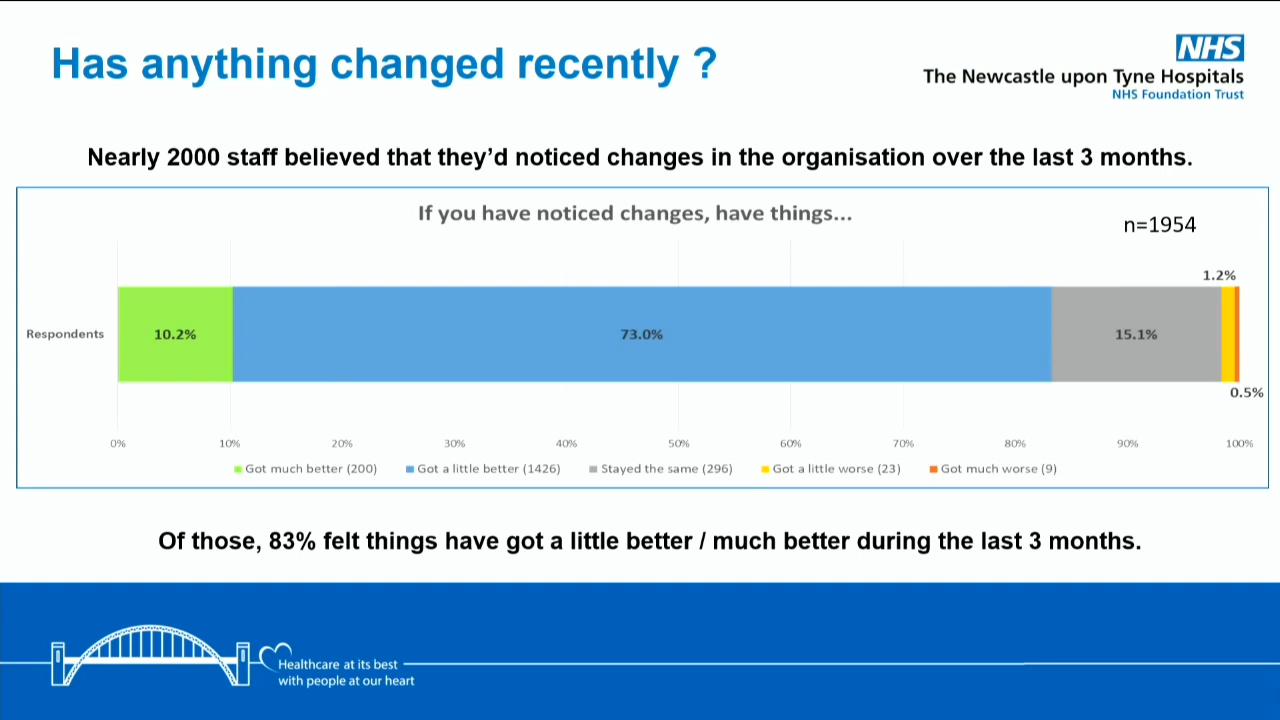 Has anything changed recently ?
NHS
The Newcastle upon Tyne Hospitals
NHS Foundation Trust
Nearly 2000 staff believed that they’d noticed changes in the organisation over the last 3 months.
If you have noticed changes, have things...
n=1954
1.2%
Respondents
10.2%
73.0%
15.1%
0.5%
0%
10%
20%
30%
40%
50%
60%
70%
80%
90%
100%
Got much better (200)
Got a little better (1426)
Stayed the same (296)
Got a little worse (23)
Got much worse (9)
Of those, 83% felt things have got a little better / much better during the last 3 months.
Healthcare at its best
with people at our heart